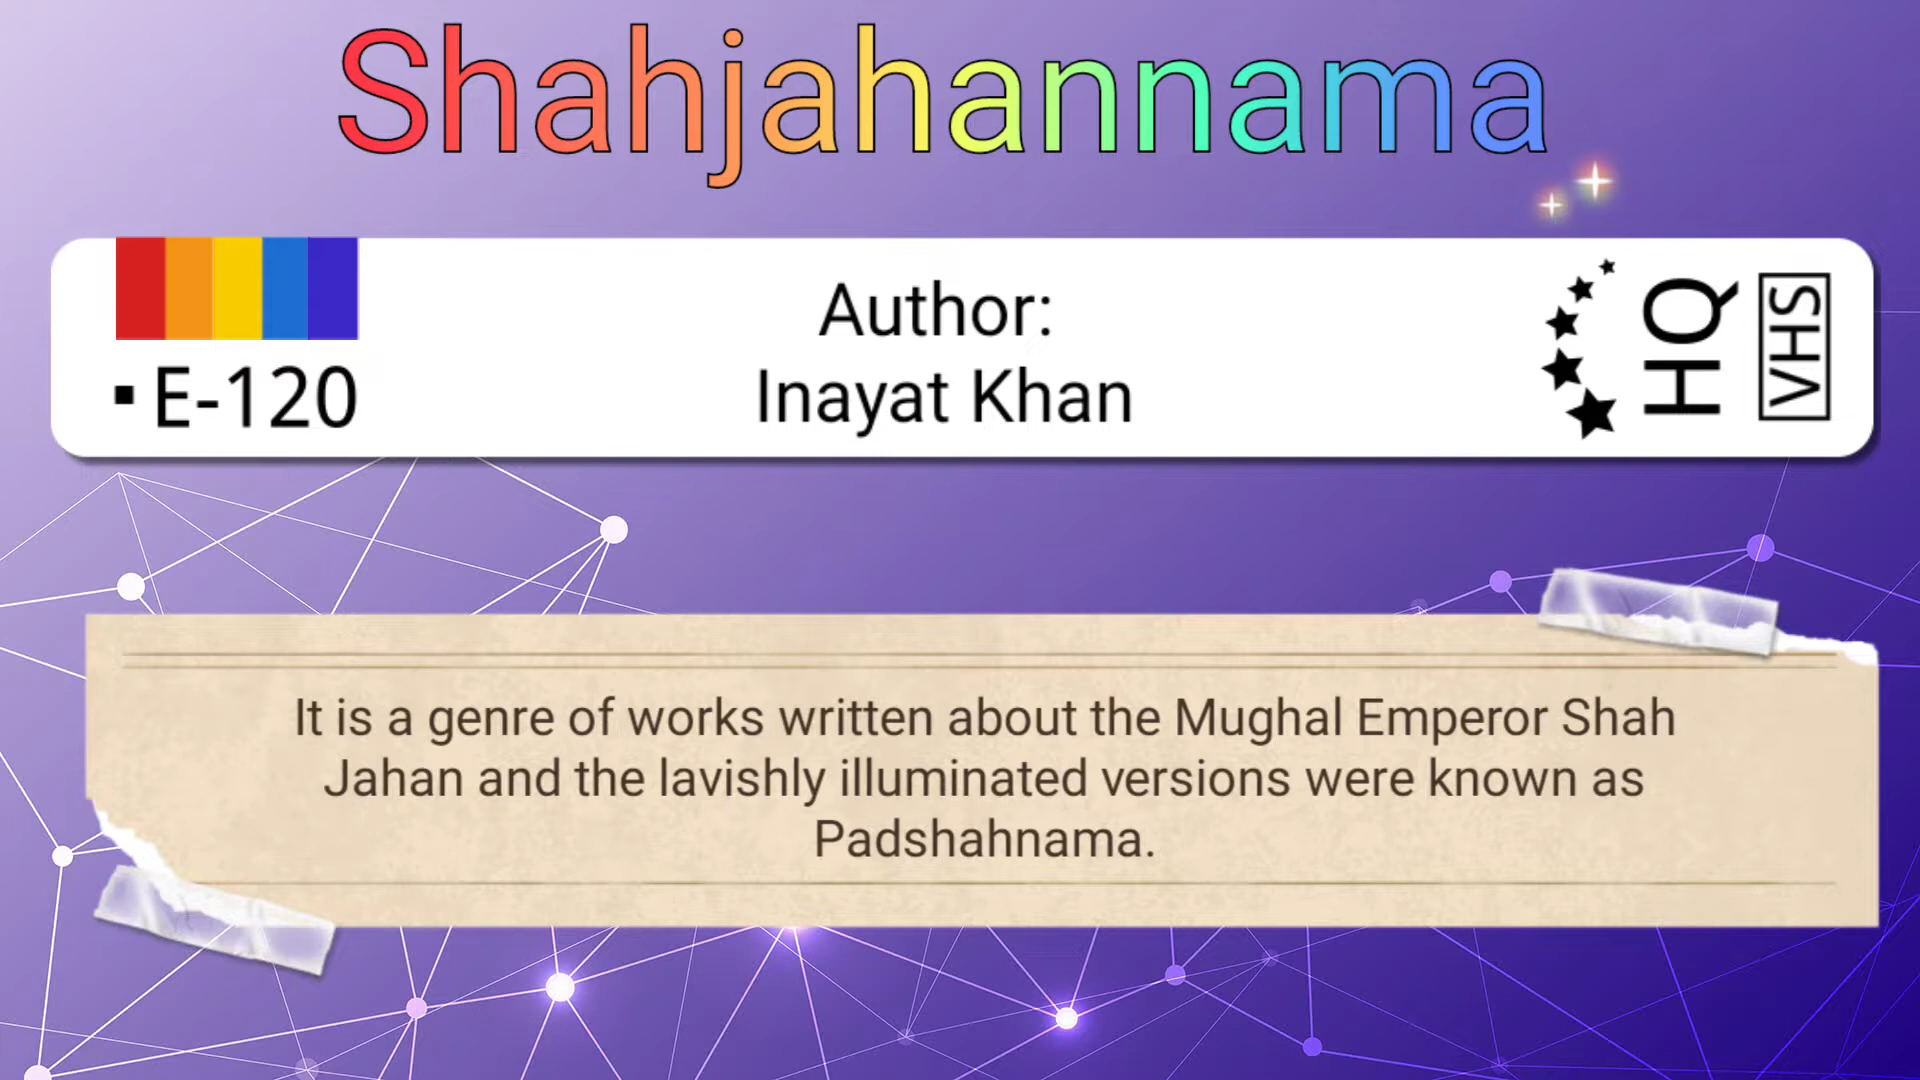 Shahjahannama
Author:
Inayat Khan
E-120
HQ
VHS
It is a genre of works written about the Mughal Emperor Shah
Jahan and the lavishly illuminated versions were known as
Padshahnama.